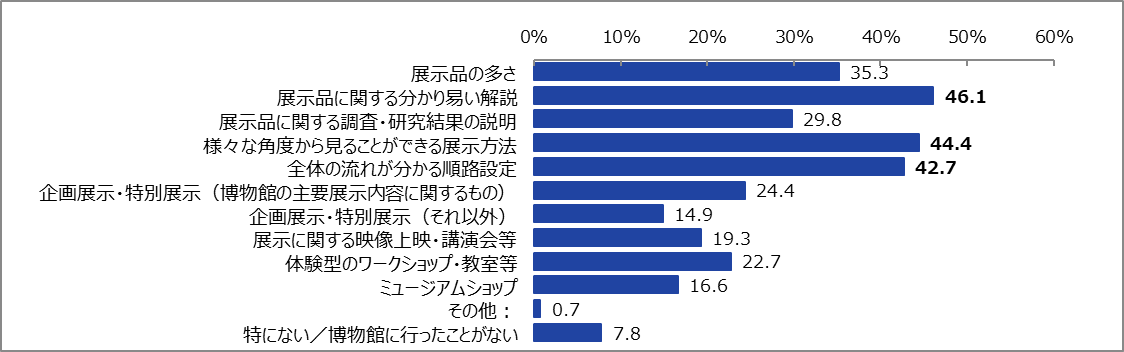 0% 10% 20% 30% 40% 50% 60%
展示品の多さ 35.3
展示品に関する分かり易い解説 46.1
展示品に関する調査・研究結果の説明 29.8
様々な角度から見ることができる展示方法 44.4
全体の流れが分かる順路設定 42.7
企画展示・特別展示（博物館の主要展示内容に関するもの） 24.4
企画展示・特別展示（それ以外） 14.9
展示に関する映像上映・講演会等 19.3
体験型のワークショップ・教室等 22.7
ミュージアムショップ 16.6
その他： 0.7
特にない／博物館に行ったことがない 7.8